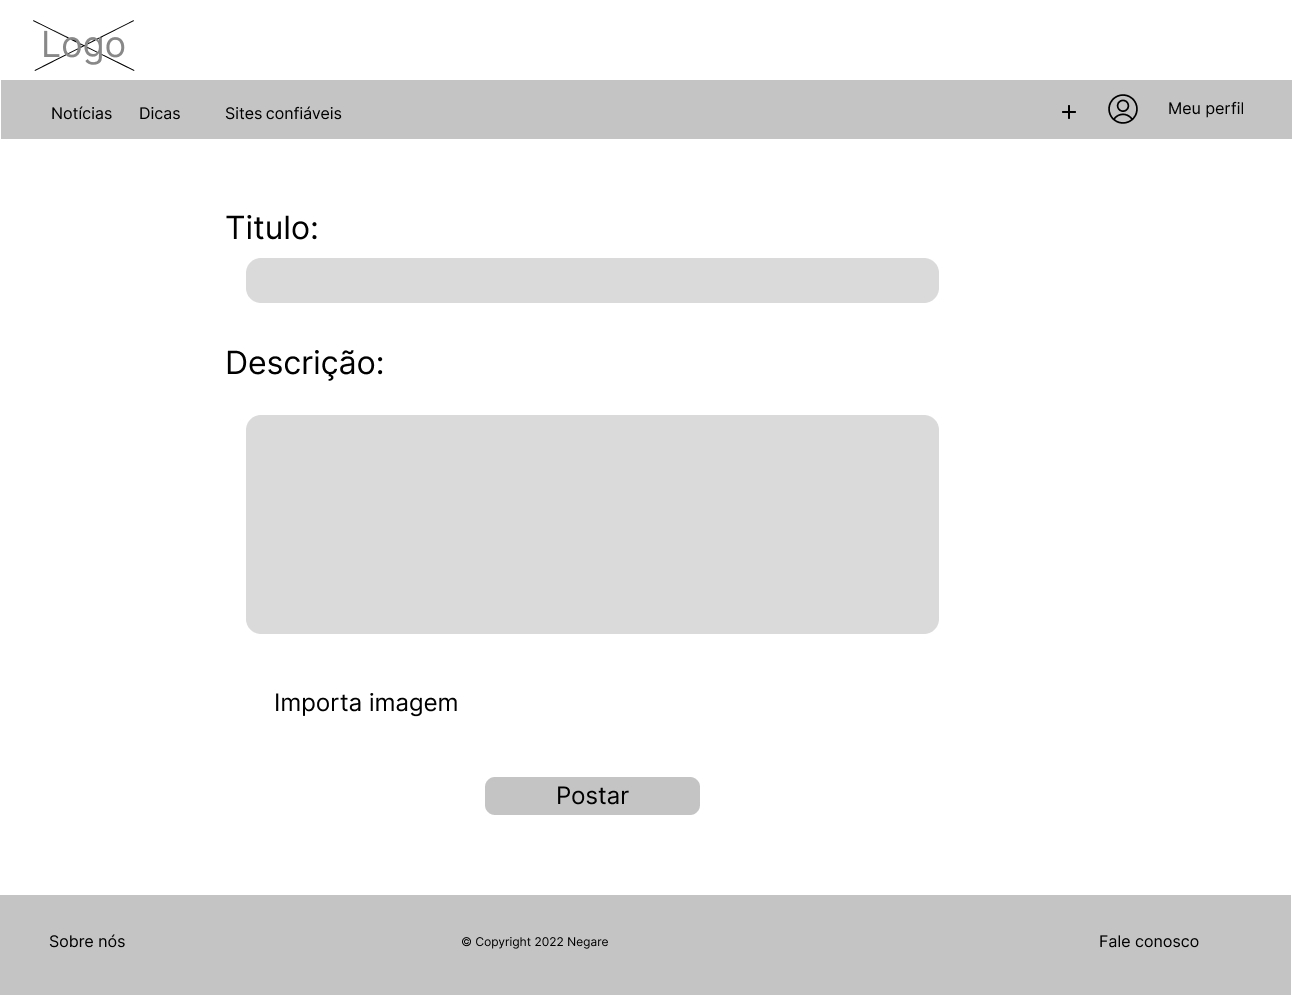 Logo
Notícias Dicas Sites confiáveis + Meu perfil
Titulo:
Descrição:
Importa imagem
Postar
Sobre nós © Copyright 2022 Negare Fale conosco